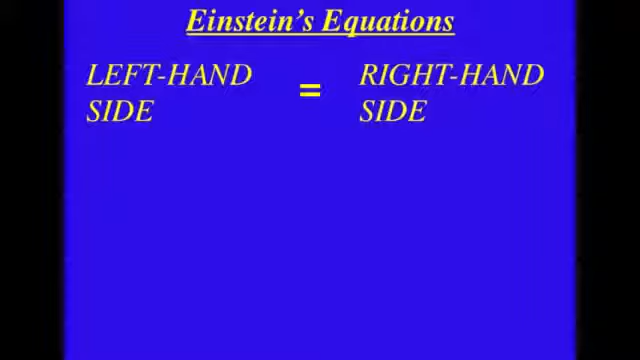 Einstein's Equations
LEFT-HAND = RIGHT-HAND
SIDE SIDE